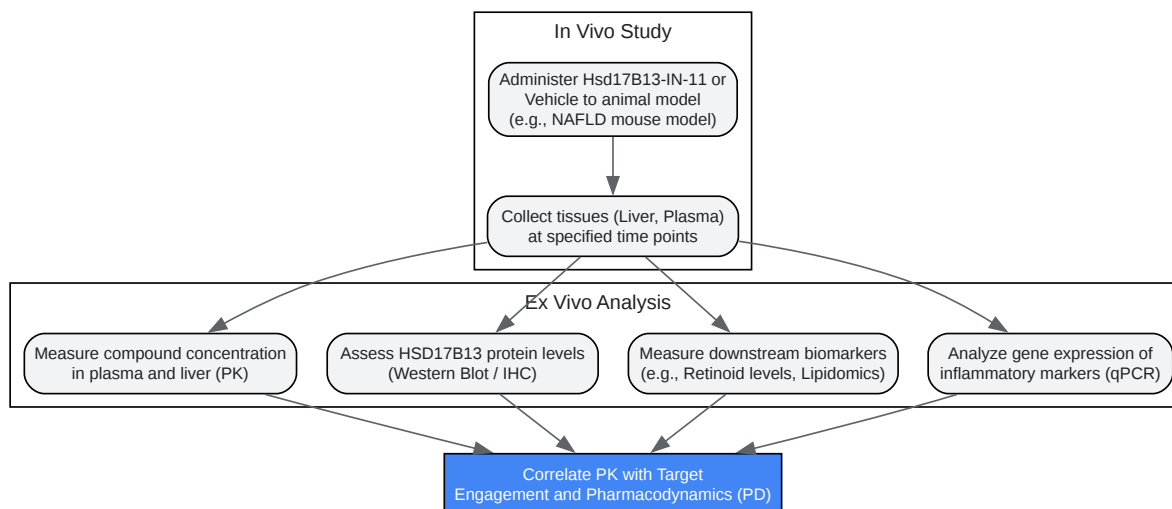 In Vivo Study
Administer Hsd17B13-IN-11 or
Vehicle to animal model
(e.g., NAFLD mouse model)
Collect tissues (Liver, Plasma)
at specified time points
Ex Vivo Analysis
Measure compound concentration
in plasma and liver (PK)
Assess HSD17B13 protein levels
(Western Blot / IHC)
Measure downstream biomarkers
(e.g., Retinoid levels, Lipidomics)
Analyze gene expression of
inflammatory markers (qPCR)
Correlate PK with Target
Engagement and Pharmacodynamics (PD)